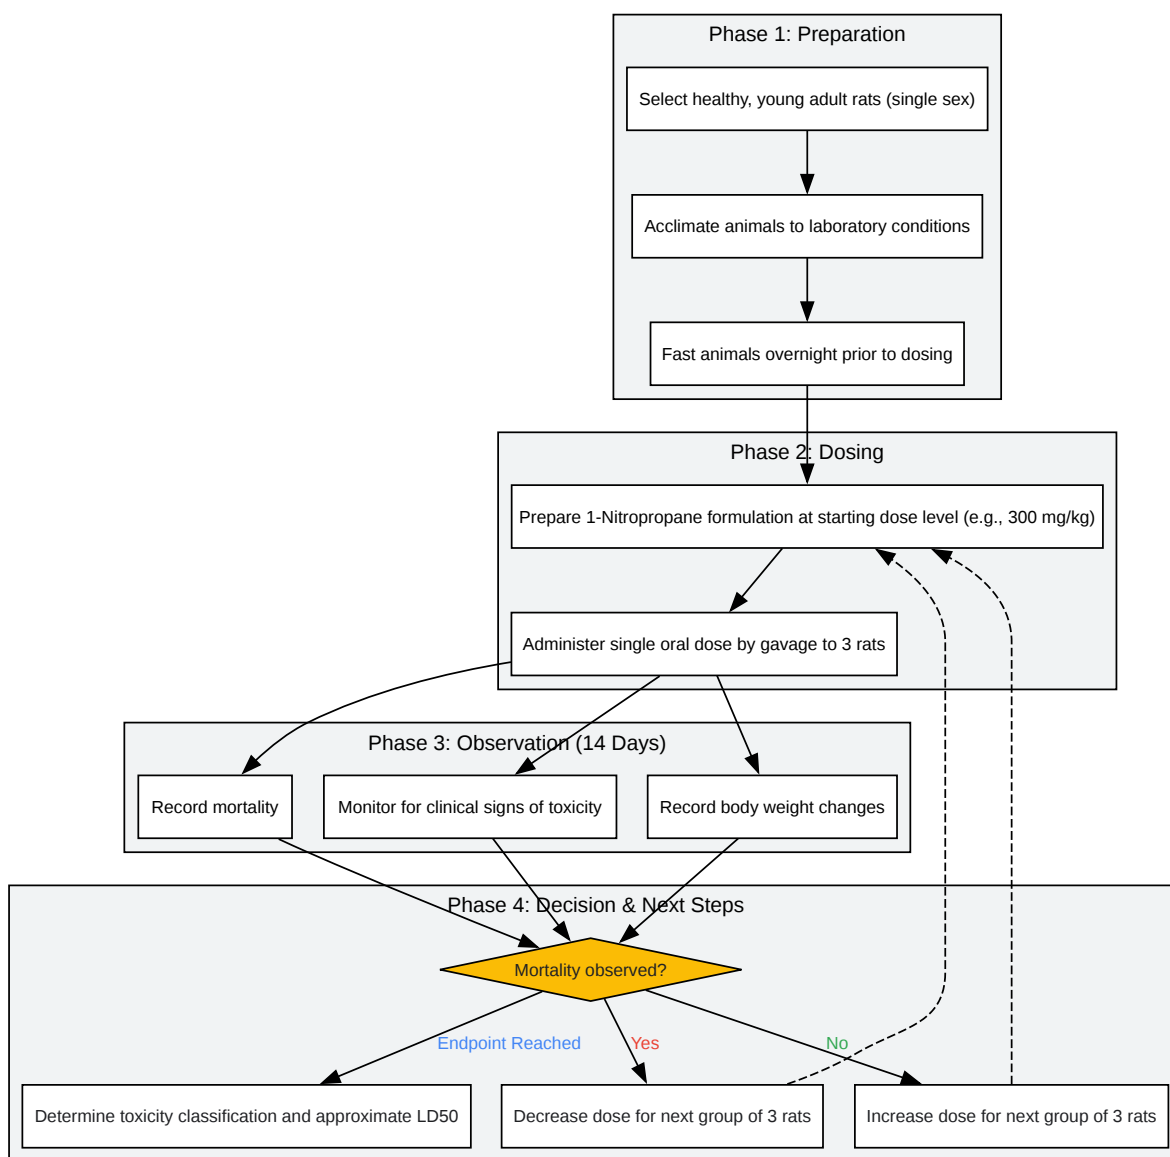 Phase 1: Preparation
Select healthy, young adult rats (single sex)
Acclimate animals to laboratory conditions
Fast animals overnight prior to dosing
Phase 2: Dosing
Prepare 1-Nitropropane formulation at starting dose level (e.g., 300 mg/kg)
Administer single oral dose by gavage to 3 rats
Phase 3: Observation (14 Days)
Record mortality
Monitor for clinical signs of toxicity
Record body weight changes
Phase 4: Decision & Next Steps
Mortality observed?
Endpoint Reached
Yes
No
Determine toxicity classification and approximate LD50
Decrease dose for next group of 3 rats
Increase dose for next group of 3 rats